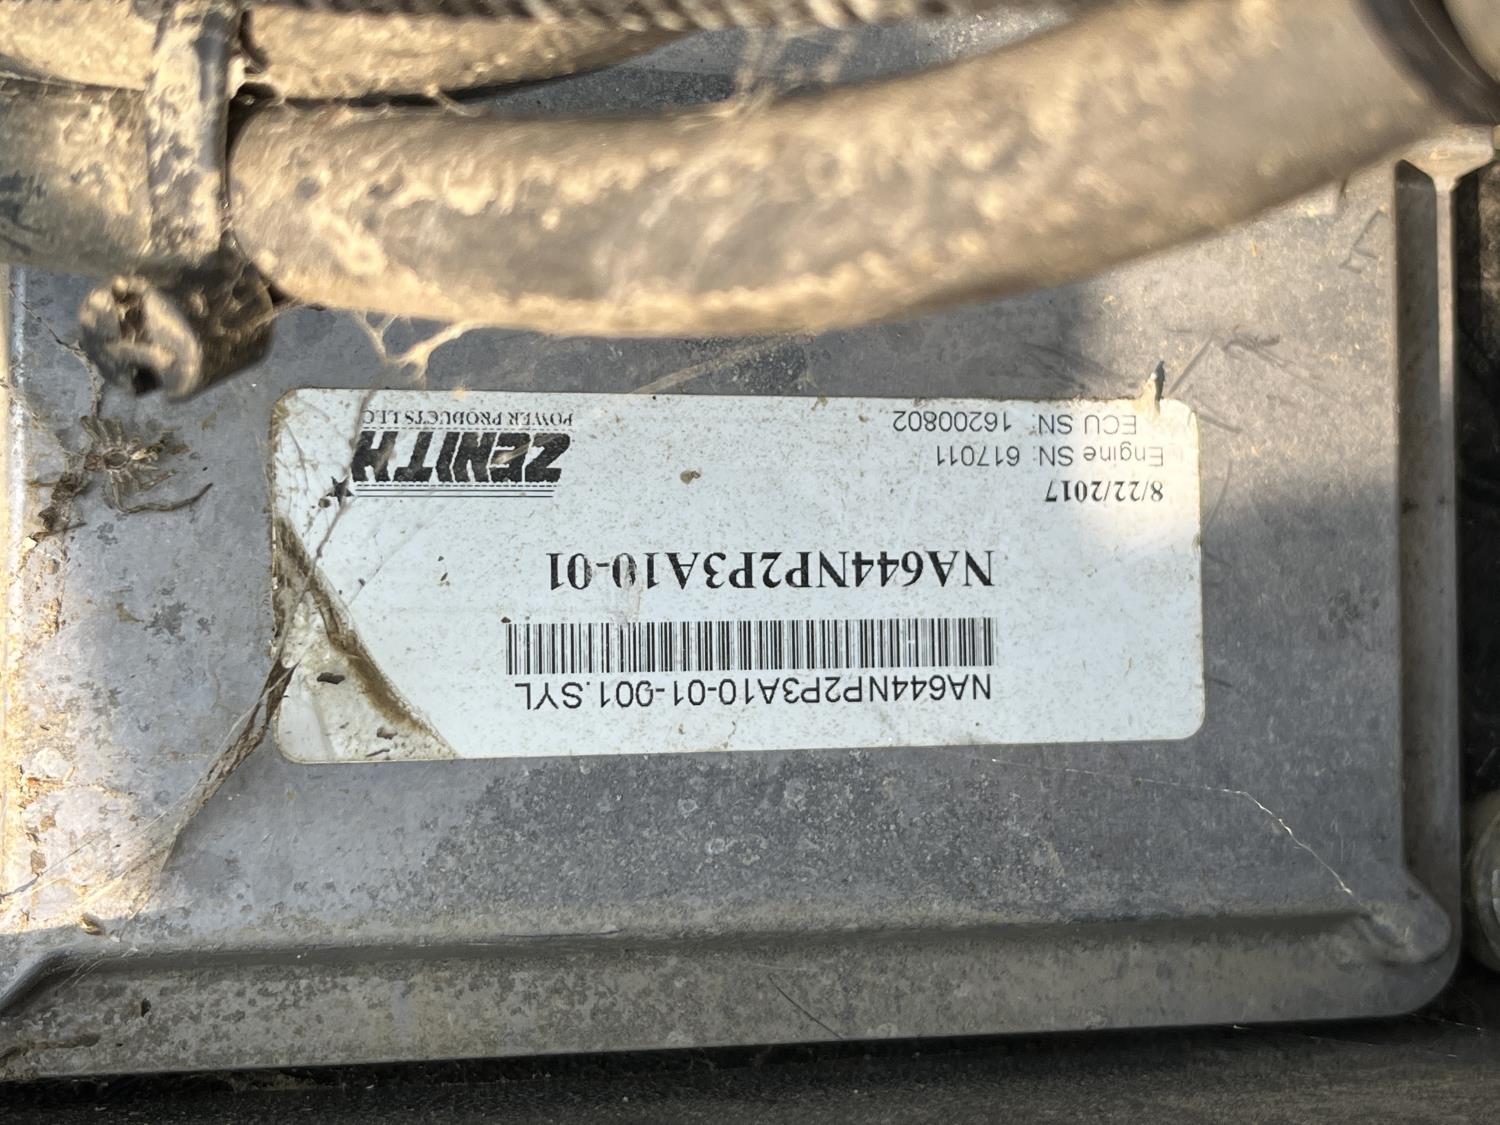 NA644NP2P3A10-01-001.SYL
NA644NP2P3A10-01
8/22/2017
Engine SN: 617011
ECU SN: 16200802
ZENITH
POWER PRODUCTS LLC